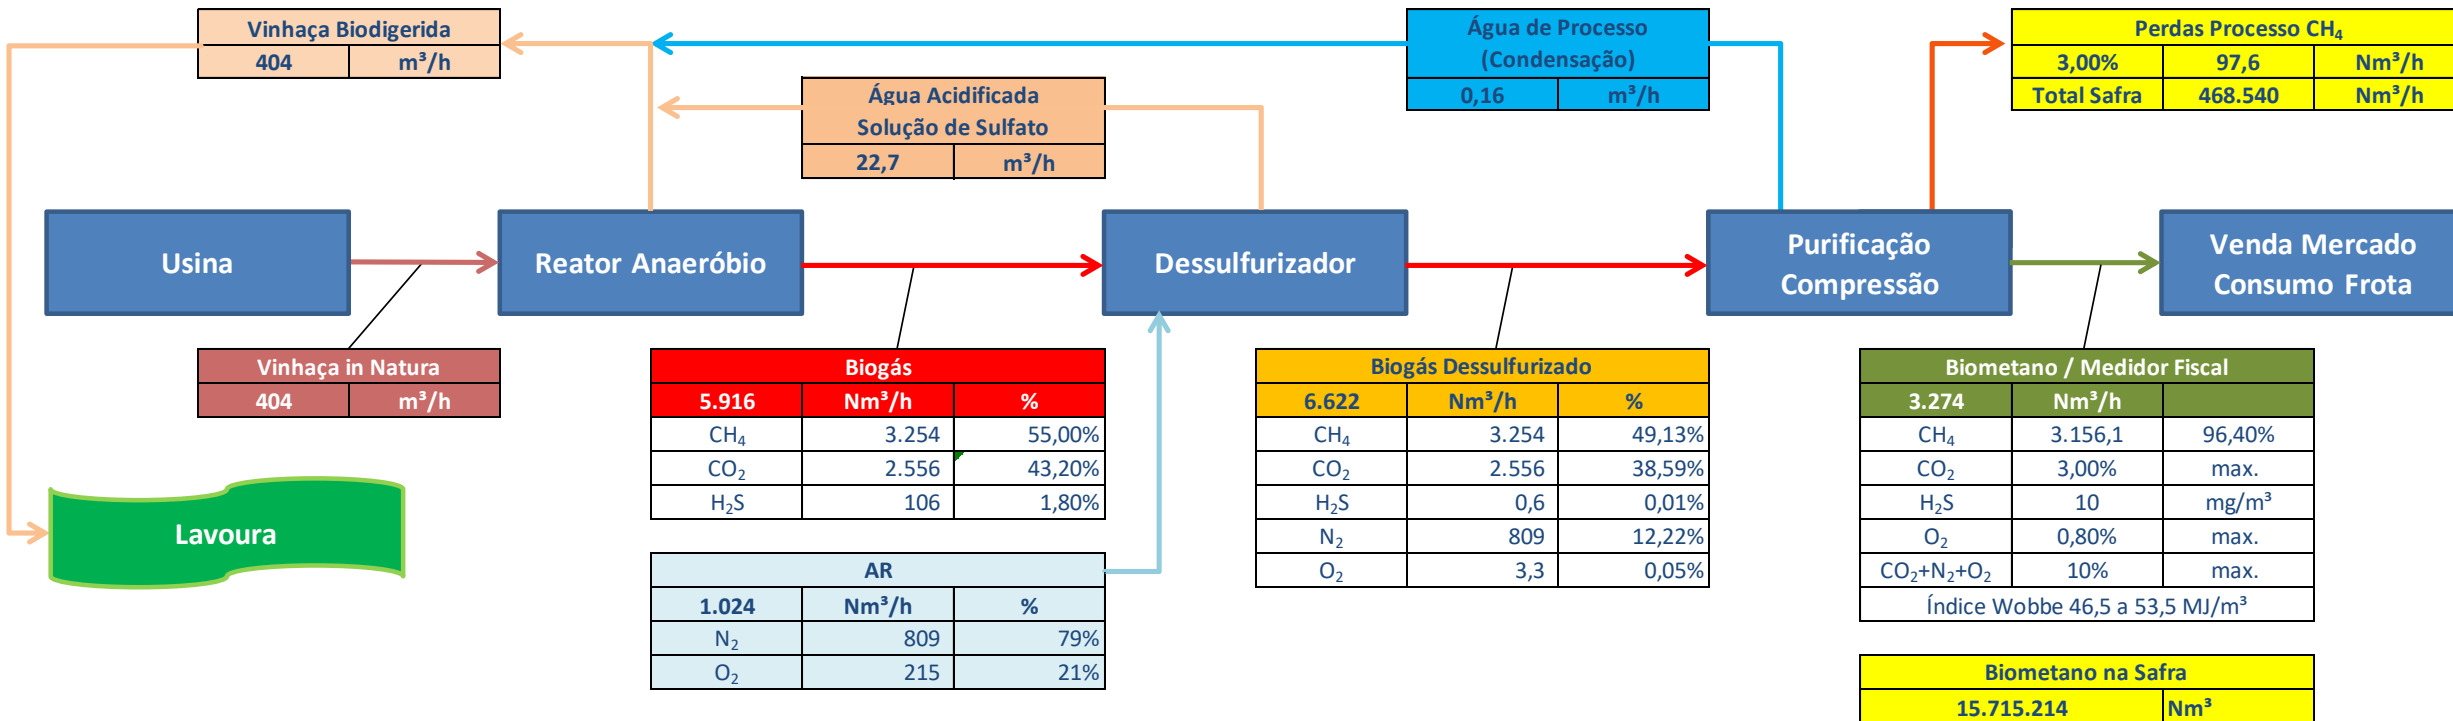 Vinhaça Biodigerida
404 m³/h
Água de Processo
(Condensação)
0,16 m³/h
Perdas Processo CH₄
3,00% 97,6 Nm³/h
Total Safra 468.540 Nm³/h
Água Acidificada
Solução de Sulfato
22,7 m³/h
Usina
Reator Anaeróbio
Dessulfurizador
Purificação
Compressão
Venda Mercado
Consumo Frota
Vinhaça in Natura
404 m³/h
Biogás
5.916 Nm³/h %
CH₄ 3.254 55,00%
CO₂ 2.556 43,20%
H₂S 106 1,80%
Biogás Dessulfurizado
6.622 Nm³/h %
CH₄ 3.254 49,13%
CO₂ 2.556 38,59%
H₂S 0,6 0,01%
N₂ 809 12,22%
O₂ 3,3 0,05%
Biometano / Medidor Fiscal
3.274 Nm³/h
CH₄ 3.156,1 96,40%
CO₂ 3,00% max.
H₂S 10 mg/m³
O₂ 0,80% max.
CO₂+N₂+O₂ 10% max.
Índice Wobbe 46,5 a 53,5 MJ/m³
Lavoura
AR
1.024 Nm³/h %
N₂ 809 79%
O₂ 215 21%
Biometano na Safra
15.715.214 Nm³